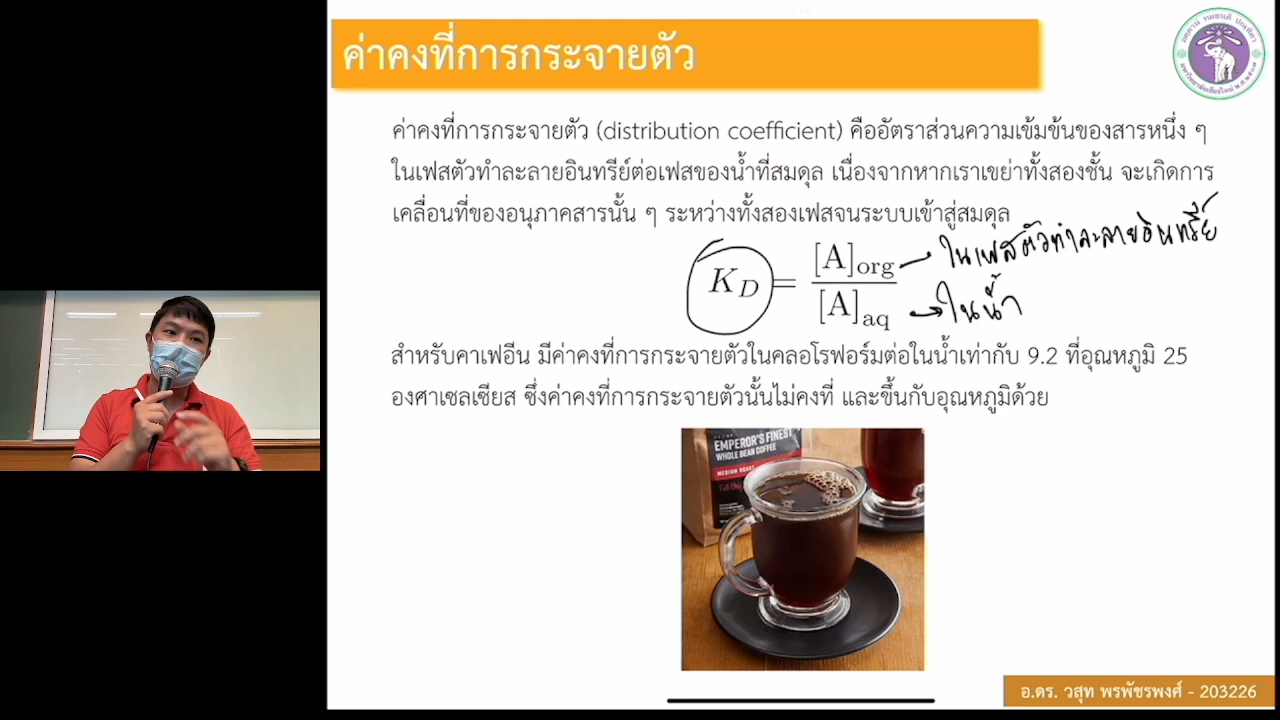 ค่าคงที่การกระจายตัว
ค่าคงที่การกระจายตัว (distribution coefficient) คืออัตราส่วนความเข้มข้นของสารหนึ่ง ๆ
ในเฟสตัวทำละลายอินทรีย์ต่อเฟสของน้ำที่สมดุล เนื่องจากหากเราเขย่าทั้งสองชั้น จะเกิดการ
เคลื่อนที่ของอนุภาคสารนั้น ๆ ระหว่างทั้งสองเฟสจนระบบเข้าสู่สมดุล
K_D = [A]org / [A]aq
ในเฟสตัวทำละลายอินทรีย์
ในน้ำ
สำหรับคาเฟอีน มีค่าคงที่การกระจายตัวในคลอโรฟอร์มต่อในน้ำเท่ากับ 9.2 ที่อุณหภูมิ 25
องศาเซลเซียส ซึ่งค่าคงที่การกระจายตัวนั้นไม่คงที่ และขึ้นกับอุณหภูมิด้วย
EMPEROR'S FINEST
WHOLE BEAN COFFEE
MEDIUM ROAST
อ.ดร. วสุท พรพัชรพงศ์ - 203226